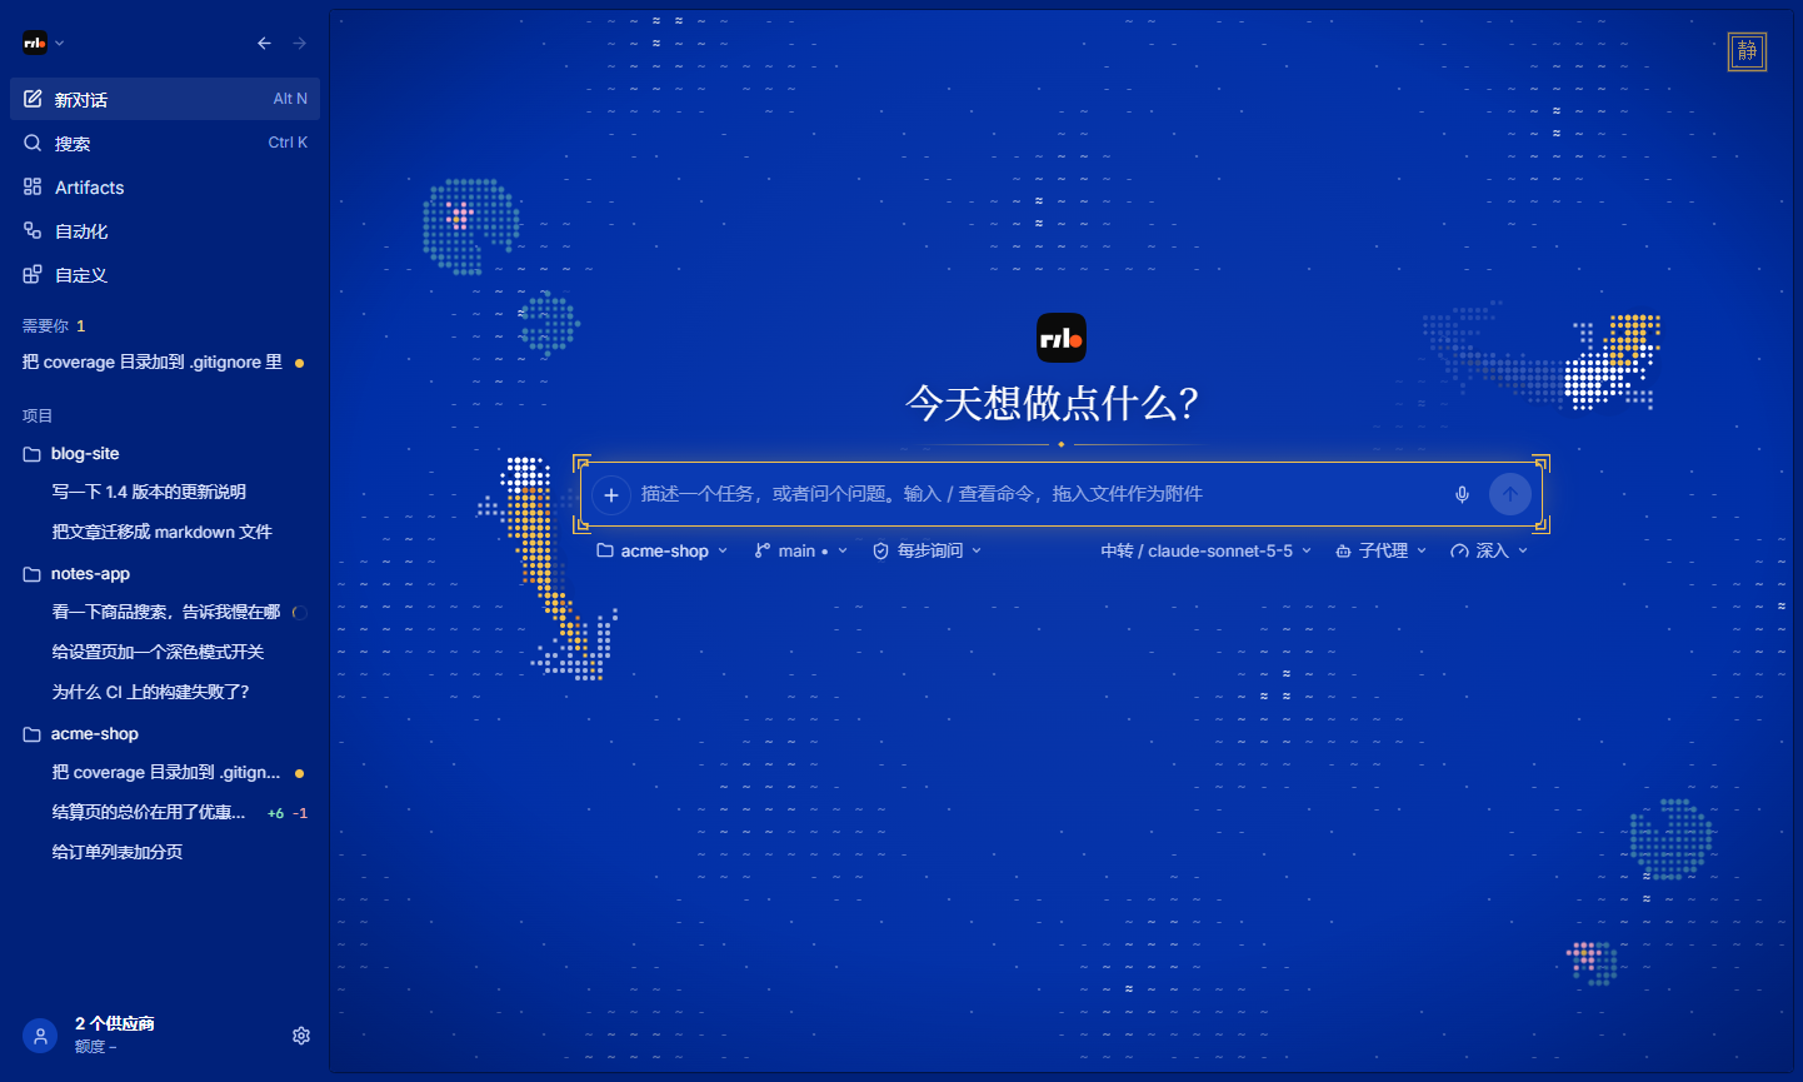 rrlo
新对话 Alt N
搜索 Ctrl K
Artifacts
自动化
自定义
需要你 1
把 coverage 目录加到 .gitignore 里
项目
blog-site
写一下 1.4 版本的更新说明
把文章迁移成 markdown 文件
notes-app
看一下商品搜索，告诉我慢在哪
给设置页加一个深色模式开关
为什么 CI 上的构建失败了？
acme-shop
把 coverage 目录加到 .gitign...
结算页的总价在用了优惠... +6 -1
给订单列表加分页
2 个供应商
额度 –
静
今天想做点什么？
描述一个任务，或者问个问题。输入 / 查看命令，拖入文件作为附件
acme-shop main 每步询问 中转 / claude-sonnet-5-5 子代理 深入